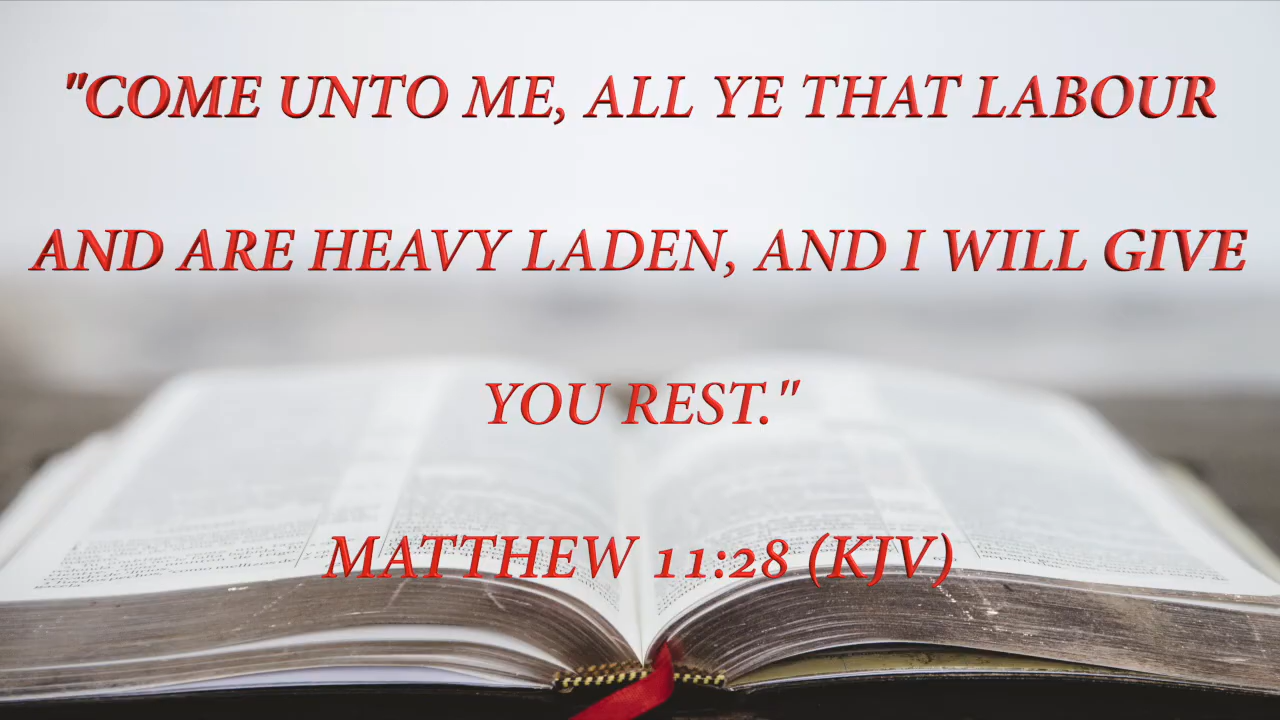 "COME UNTO ME, ALL YE THAT LABOUR
AND ARE HEAVY LADEN, AND I WILL GIVE
YOU REST."
MATTHEW 11:28 (KJV)